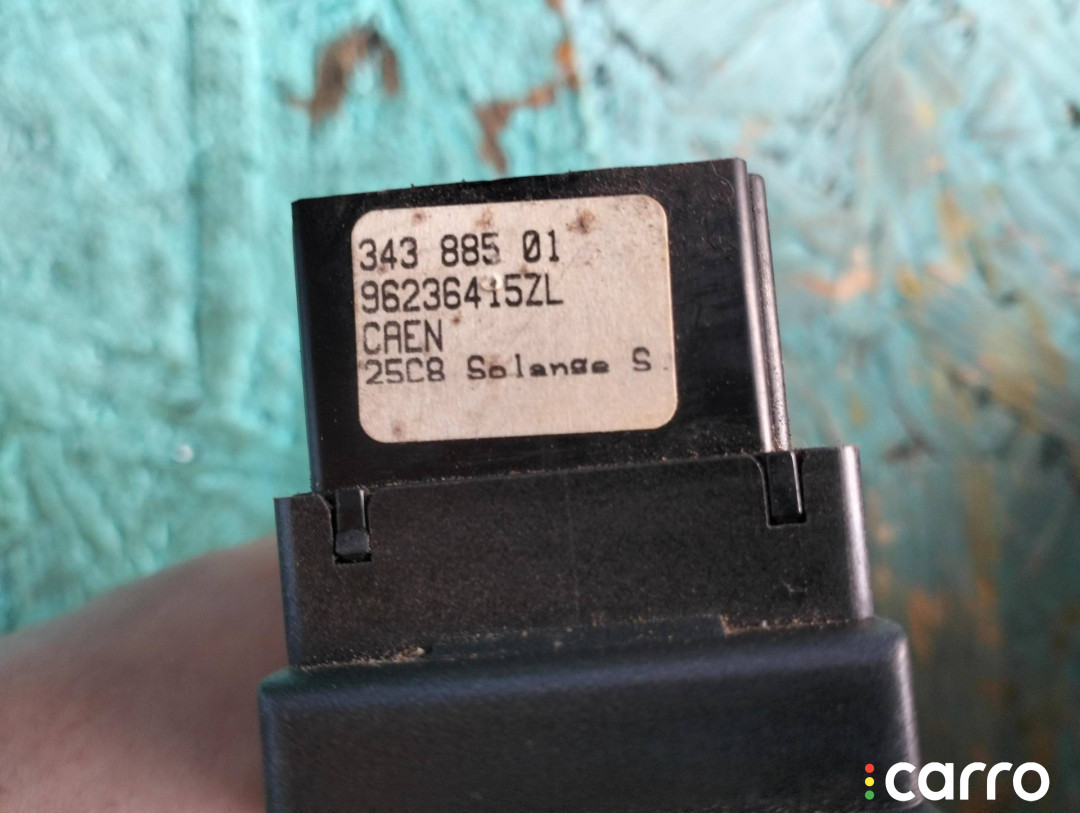 343 885 01
96236415ZL
CAEN
25C8 Solange S
carro